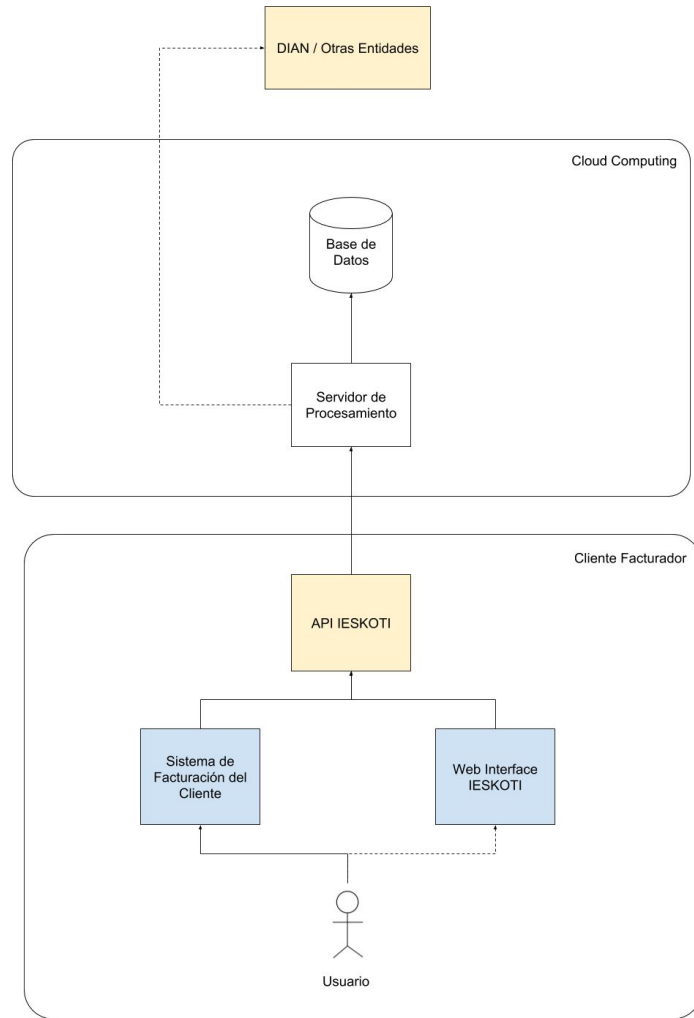 DIAN / Otras Entidades
Cloud Computing
Base de
Datos
Servidor de
Procesamiento
Cliente Facturador
API IESKOTI
Sistema de
Facturación del
Cliente
Web Interface
IESKOTI
Usuario